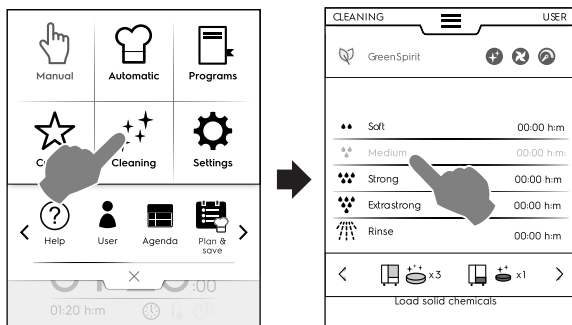 Manual Automatic Programs
Cleaning Settings
Help User Agenda Plan &
save
:00
01:20 h:m
CLEANING USER
GreenSpirit
Soft 00:00 h:m
Medium 00:00 h:m
Strong 00:00 h:m
Extrastrong 00:00 h:m
Rinse 00:00 h:m
x3 x1
Load solid chemicals